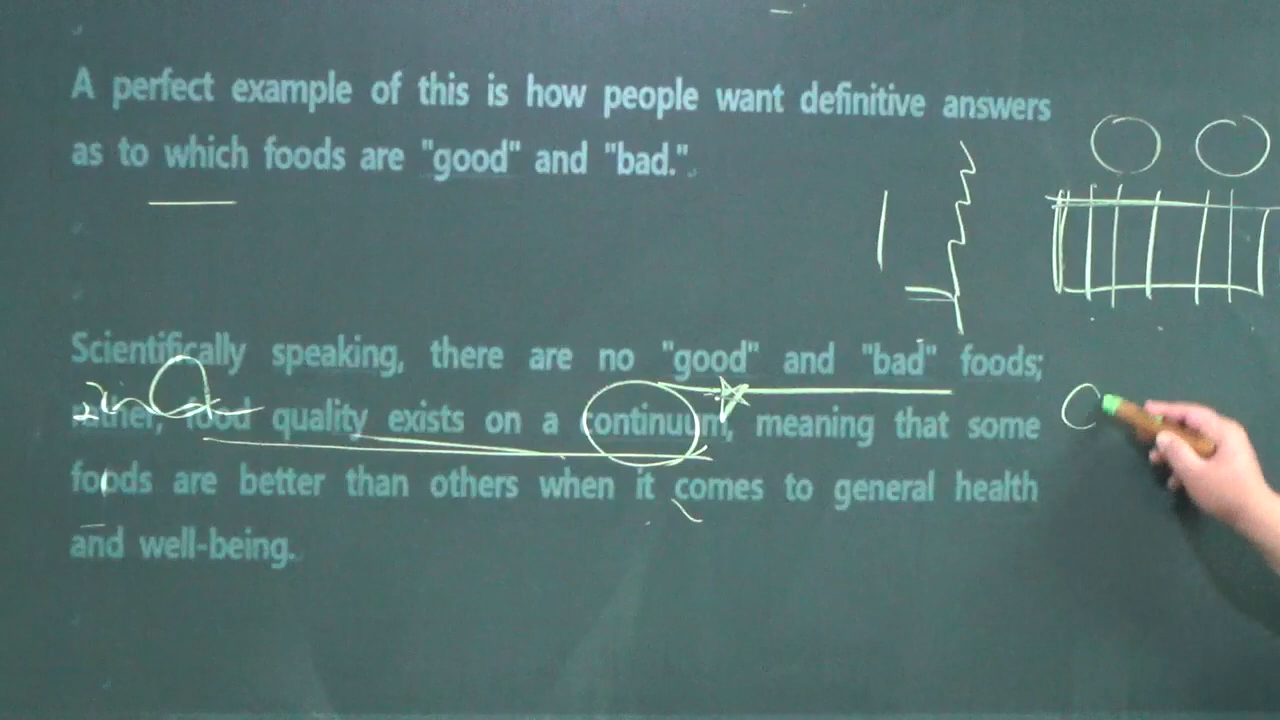 A perfect example of this is how people want definitive answers
as to which foods are "good" and "bad.".
Scientifically speaking, there are no "good" and "bad" foods;
rather, food quality exists on a continuum, meaning that some
foods are better than others when it comes to general health
and well-being.